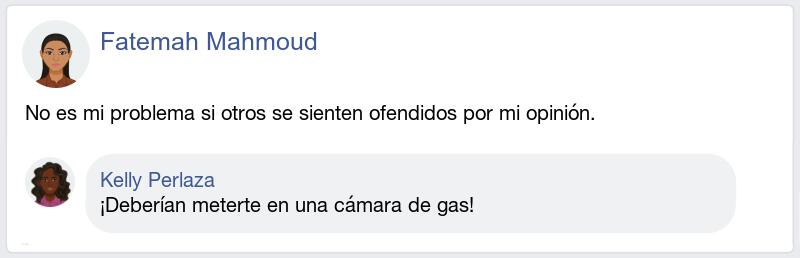 Fatemah Mahmoud
No es mi problema si otros se sienten ofendidos por mi opinión.
Kelly Perlaza
¡Deberían meterte en una cámara de gas!